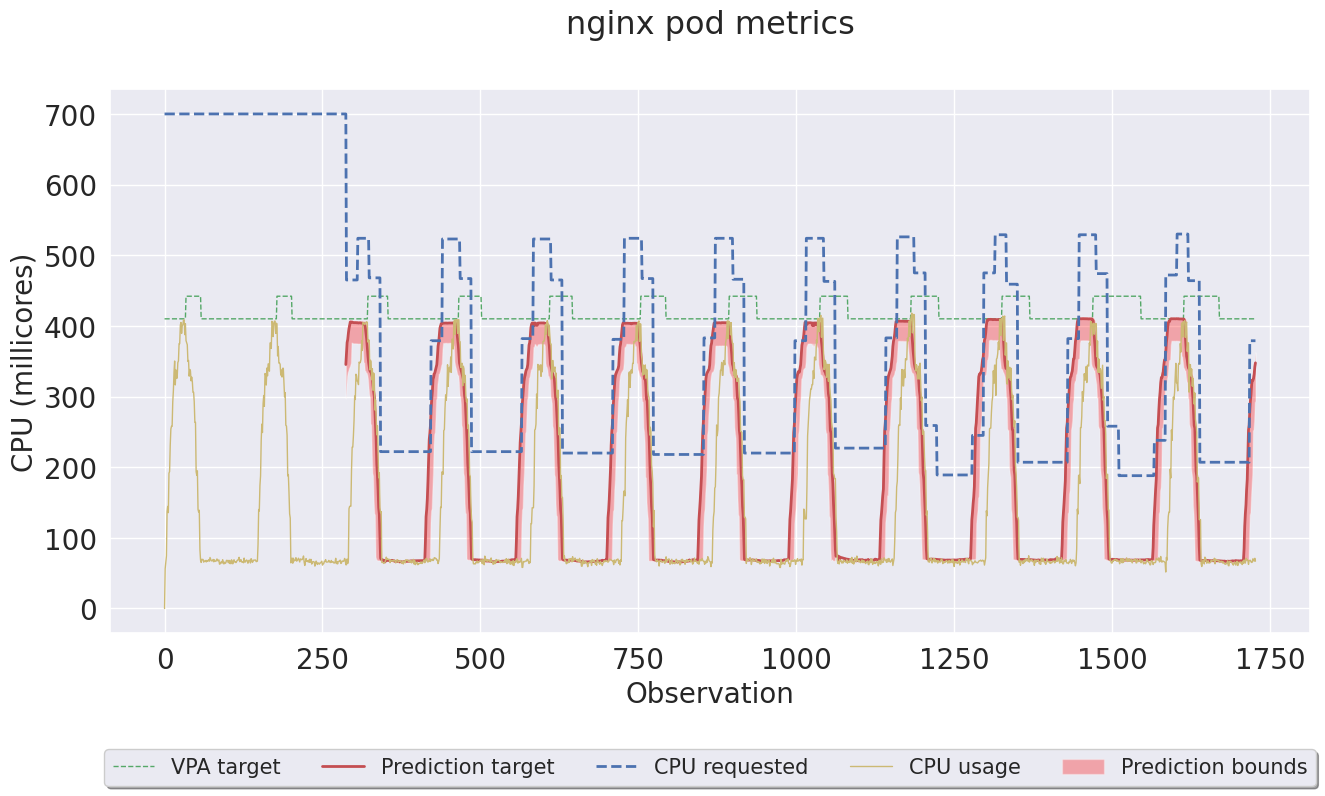 nginx pod metrics
700
600
500
400
300
200
100
0
CPU (millicores)
0 250 500 750 1000 1250 1500 1750
Observation
VPA target Prediction target CPU requested CPU usage Prediction bounds